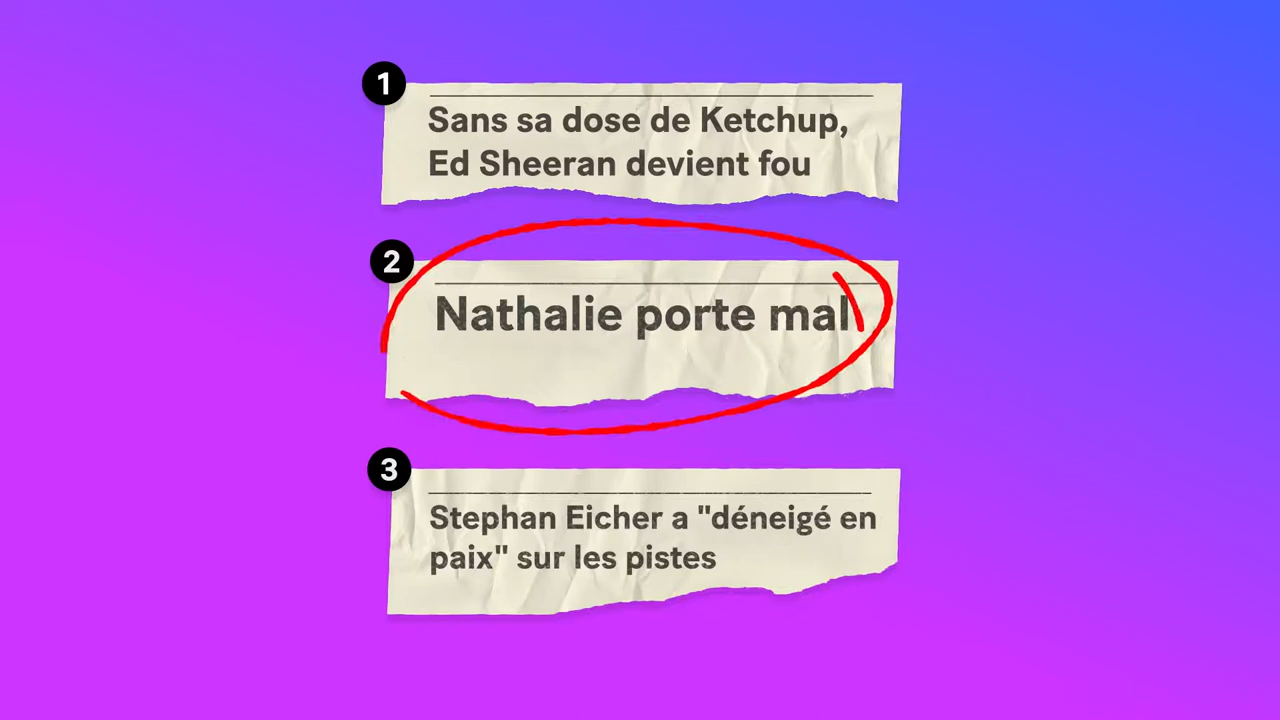 1
Sans sa dose de Ketchup,
Ed Sheeran devient fou
2
Nathalie porte mal
3
Stephan Eicher a "déneigé en
paix" sur les pistes